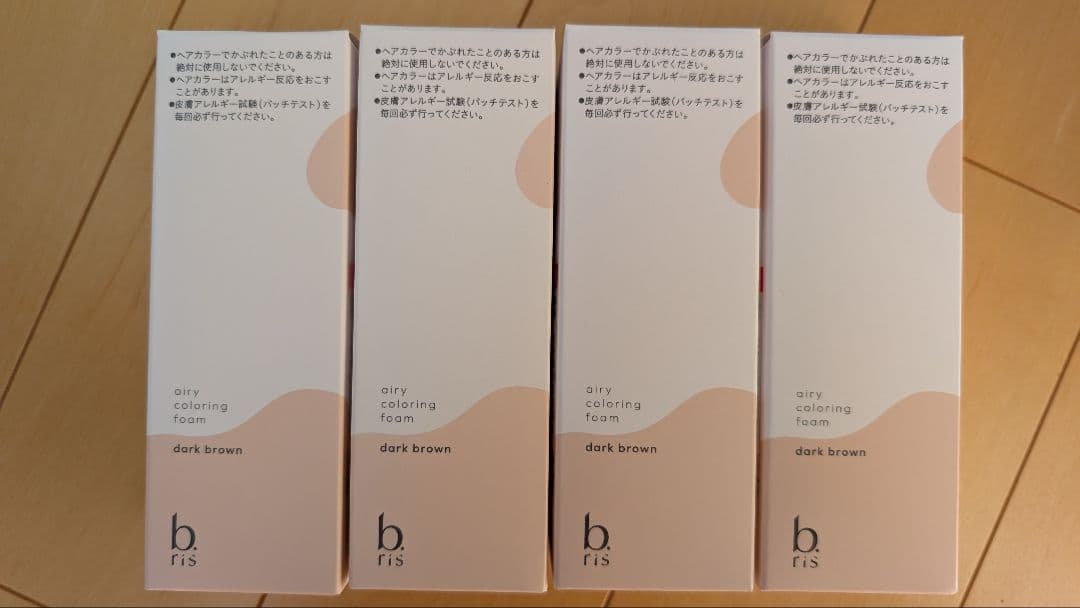 ●ヘアカラーでかぶれたことのある方は
絶対に使用しないでください。
●ヘアカラーはアレルギー反応をおこす
ことがあります。
●皮膚アレルギー試験（パッチテスト）を
毎回必ず行ってください。
airy
coloring
foam
dark brown
b.
ris
●ヘアカラーでかぶれたことのある方は
絶対に使用しないでください。
●ヘアカラーはアレルギー反応をおこす
ことがあります。
●皮膚アレルギー試験（パッチテスト）を
毎回必ず行ってください。
airy
coloring
foam
dark brown
b.
ris
●ヘアカラーでかぶれたことのある方は
絶対に使用しないでください。
●ヘアカラーはアレルギー反応をおこす
ことがあります。
●皮膚アレルギー試験（パッチテスト）を
毎回必ず行ってください。
airy
coloring
foam
dark brown
b.
ris
●ヘアカラーでかぶれたことのある方は
絶対に使用しないでください。
●ヘアカラーはアレルギー反応をおこす
ことがあります。
●皮膚アレルギー試験（パッチテスト）を
毎回必ず行ってください。
airy
coloring
foam
dark brown
b.
ris